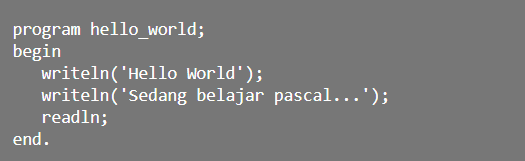 program hello_world;
begin
   writeln('Hello World');
   writeln('Sedang belajar pascal...');
   readln;
end.